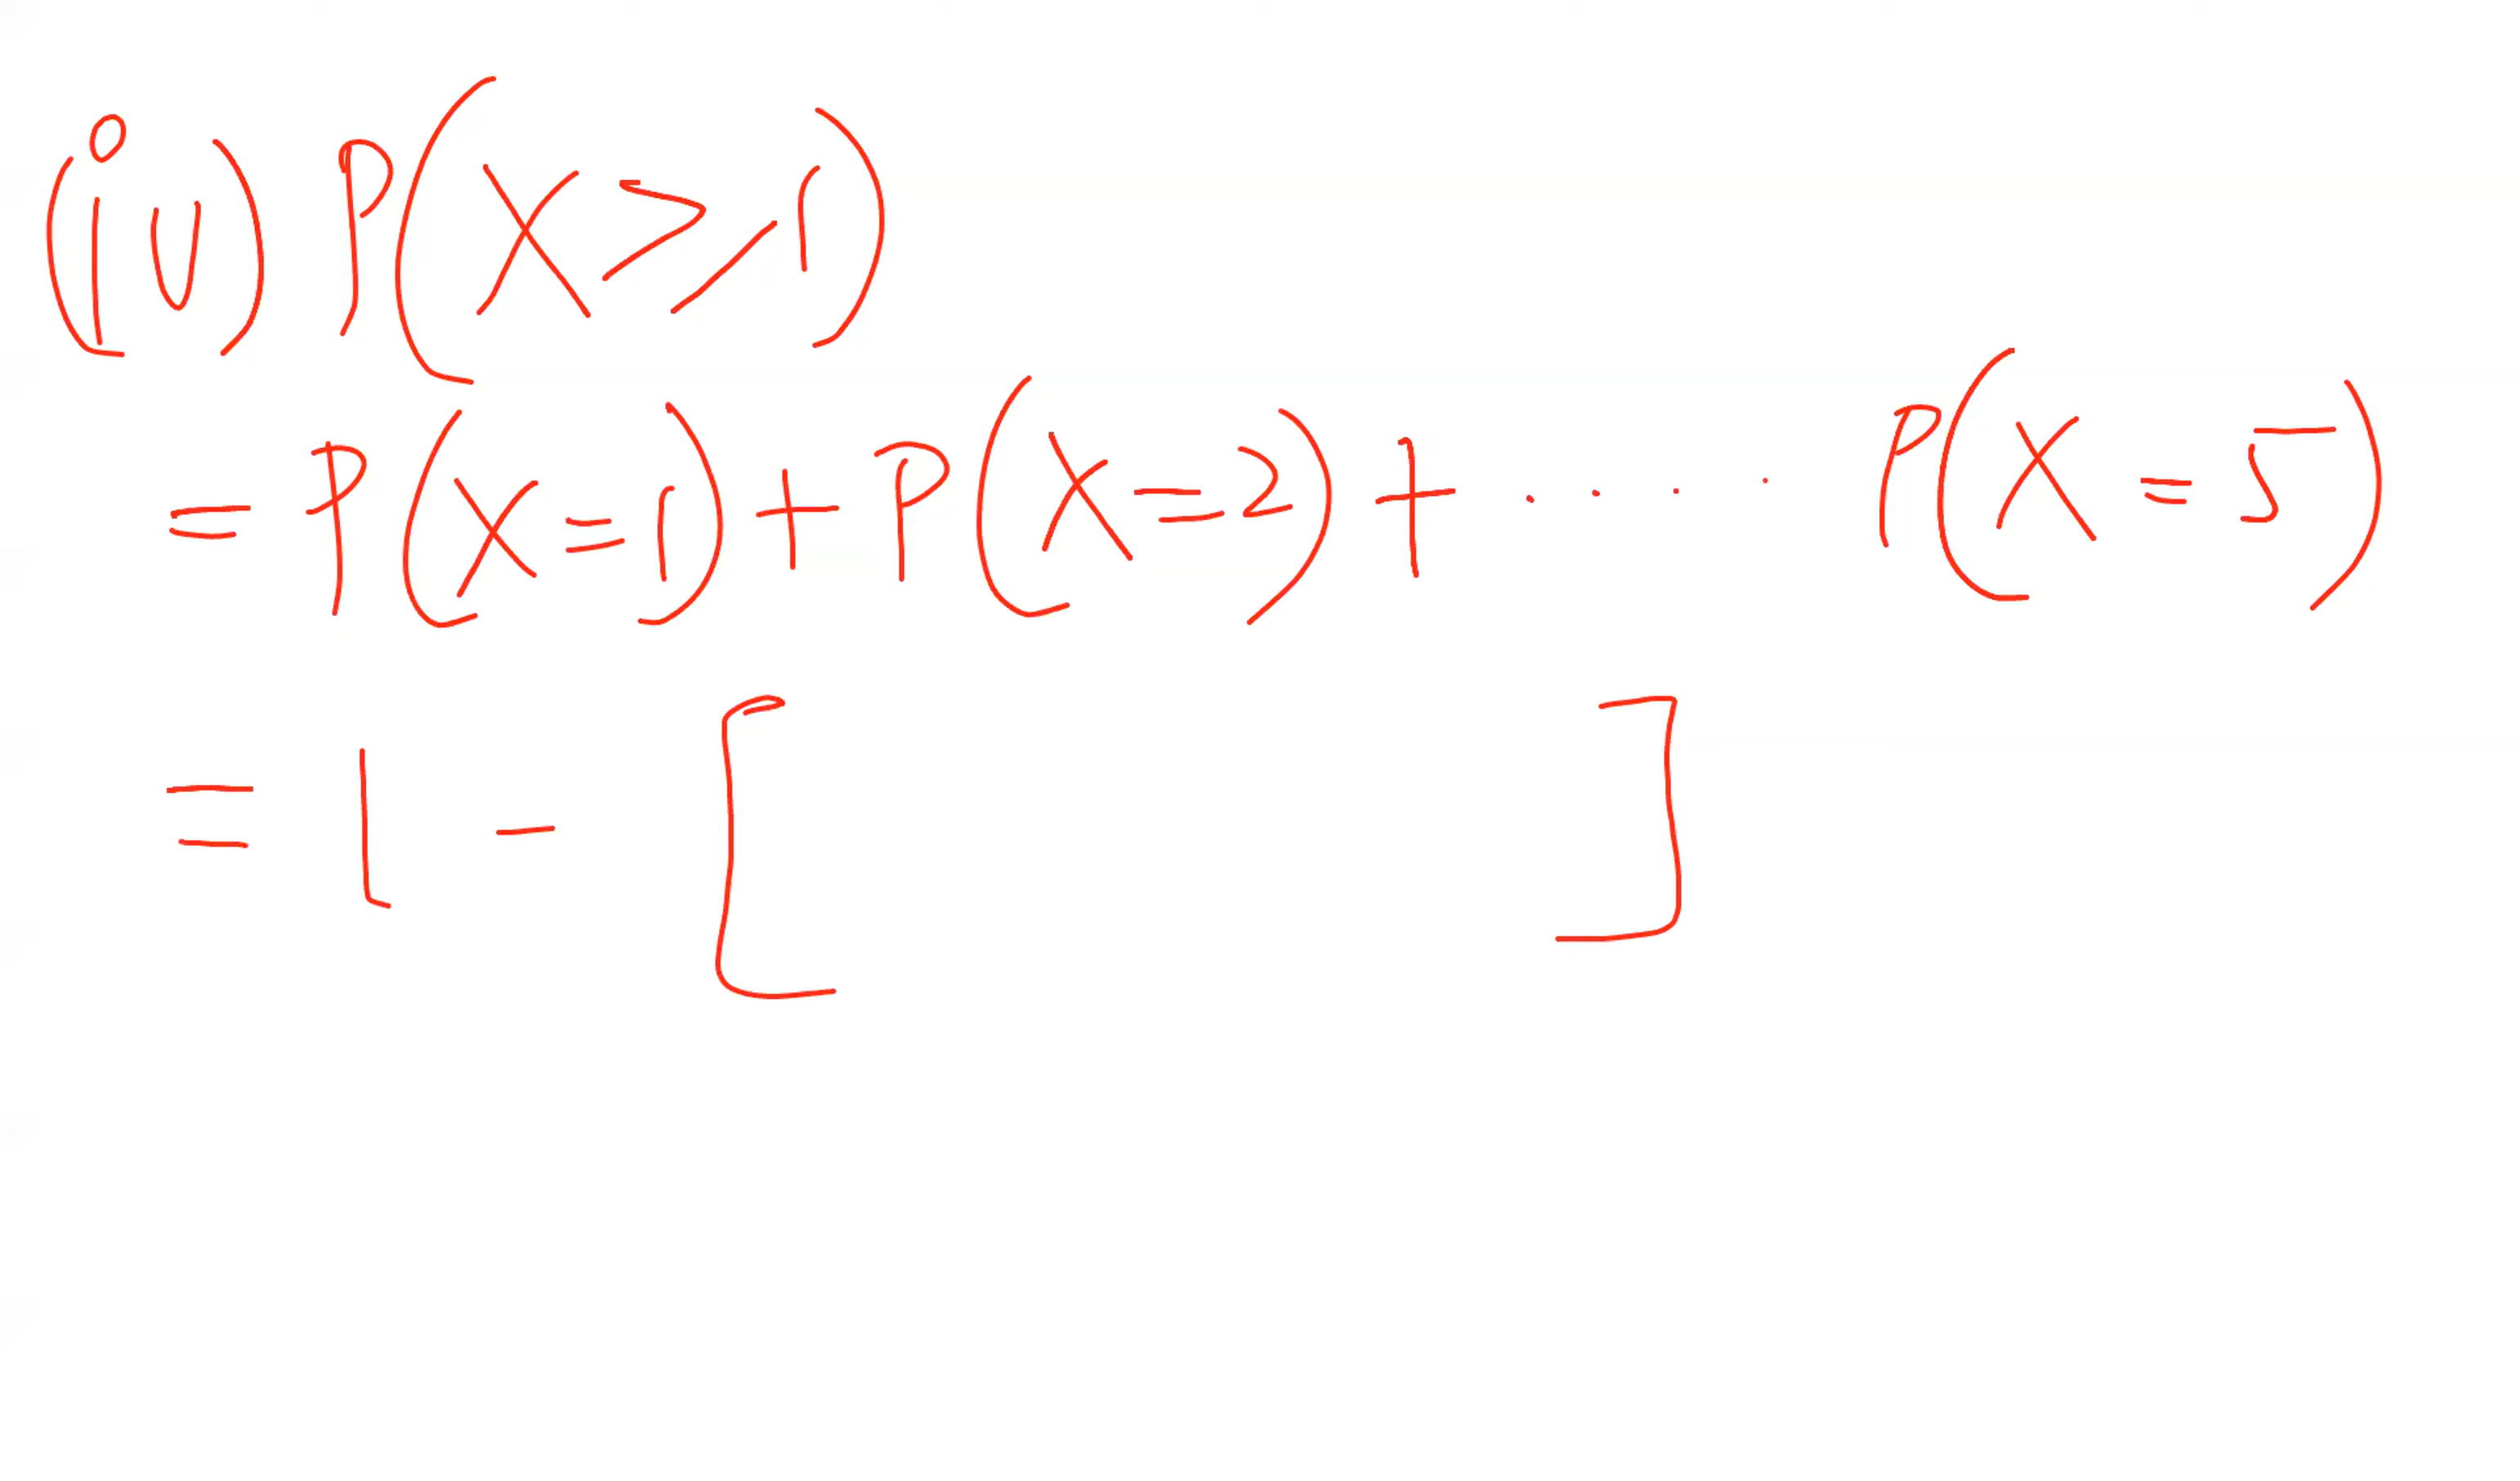 (iv) P(X ⩾ 1)
= P(X = 1) + P(X = 2) + . . . . P(X = 5)
= 1 - [ ]